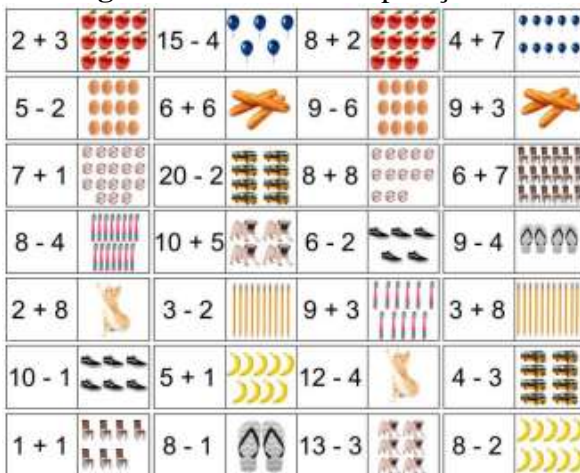 2 + 3 15 - 4 8 + 2 4 + 7
5 - 2 6 + 6 9 - 6 9 + 3
7 + 1 20 - 2 8 + 8 6 + 7
8 - 4 10 + 5 6 - 2 9 - 4
2 + 8 3 - 2 9 + 3 3 + 8
10 - 1 5 + 1 12 - 4 4 - 3
1 + 1 8 - 1 13 - 3 8 - 2